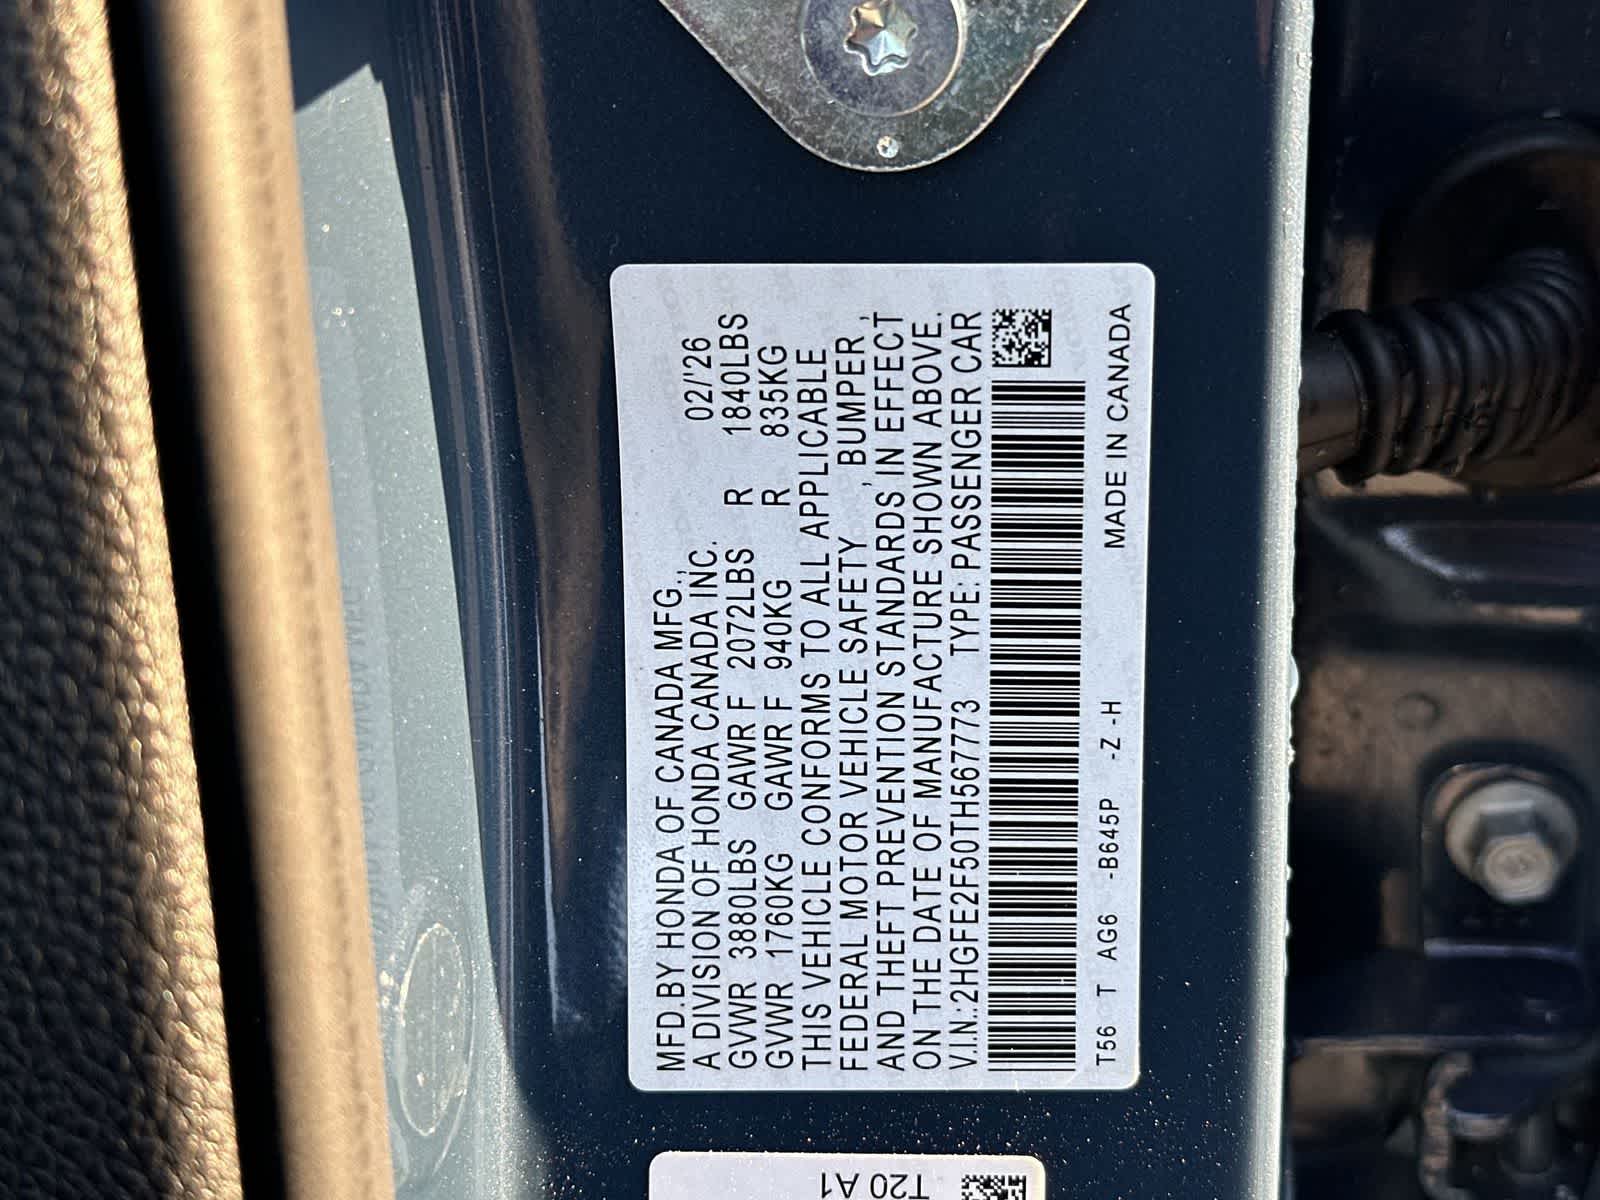 MFD.BY HONDA OF CANADA MFG.,
A DIVISION OF HONDA CANADA INC. 02/'26
GVWR 3880LBS GAWR F 2072LBS R 1840LBS
GVWR 1760KG GAWR F 940KG R 835KG
THIS VEHICLE CONFORMS TO ALL APPLICABLE
FEDERAL MOTOR VEHICLE SAFETY , BUMPER ,
AND THEFT PREVENTION STANDARDS IN EFFECT
ON THE DATE OF MANUFACTURE SHOWN ABOVE.
V.I.N.:2HGFE2F50TH567773 TYPE: PASSENGER CAR
T56 T AG6 -B645P -Z -H MADE IN CANADA
T20 A1